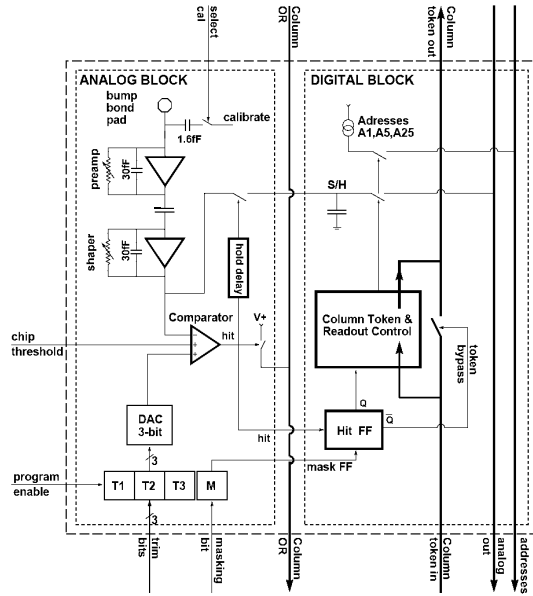 select
cal
Column
OR
Column
token out
ANALOG BLOCK
DIGITAL BLOCK
bump
bond
pad
calibrate
1.6fF
Adresses
A1,A5,A25
preamp
30fF
S/H
shaper
30fF
hold delay
Comparator
V+
hit
chip
threshold
Column Token &
Readout Control
token
bypass
DAC
3-bit
Q
Q
Hit FF
hit
mask FF
3
program
enable
T1
T2
T3
M
3
trim
bits
masking
bit
Column
OR
Column
token in
analog
out
addresses